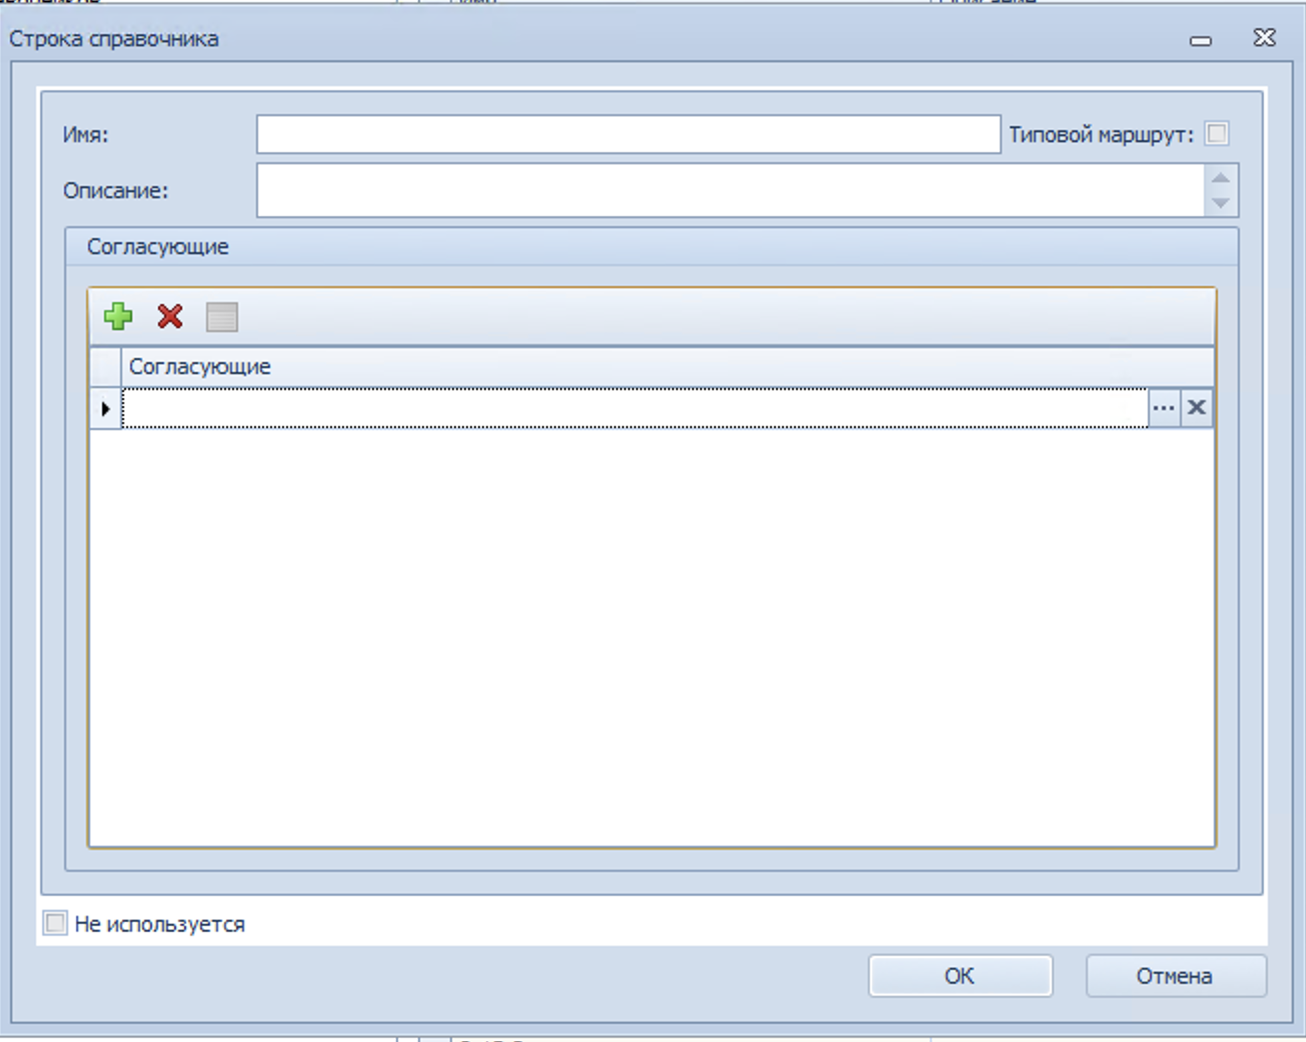 Строка справочника
Имя:
Типовой маршрут:
Описание:
Согласующие
Согласующие
Не используется
ОК
Отмена